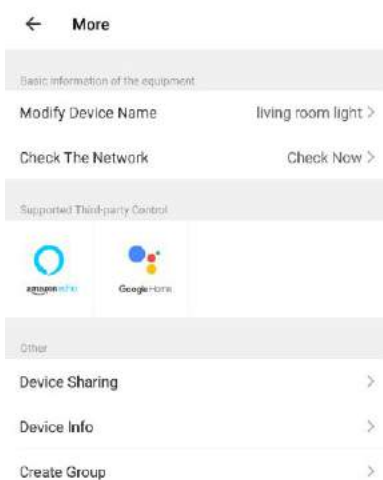 More
Basic information of the equipment
Modify Device Name living room light >
Check The Network Check Now >
Supported Third-party Control
amazon echo Google Home
Other
Device Sharing >
Device Info >
Create Group >